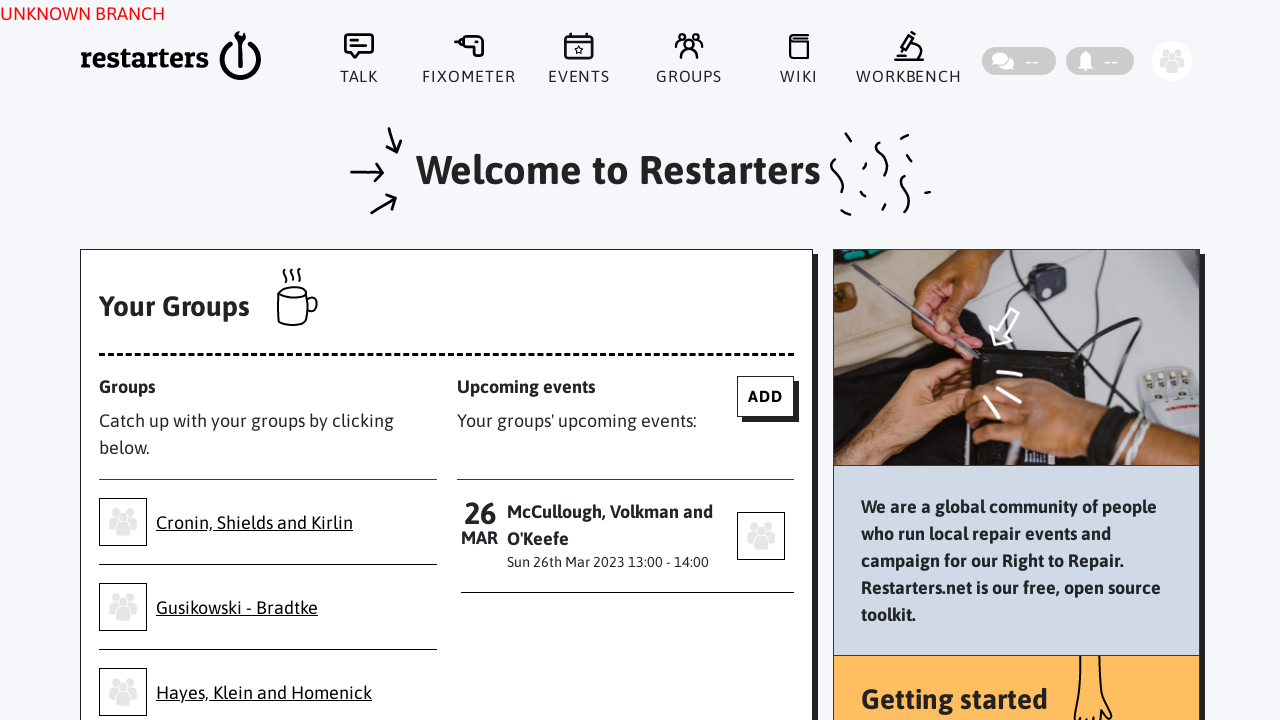 UNKNOWN BRANCH
restarters
TALK
FIXOMETER
EVENTS
GROUPS
WIKI
WORKBENCH
--
--
Welcome to Restarters
Your Groups
Groups
Catch up with your groups by clicking
below.
Upcoming events
Your groups' upcoming events:
ADD
Cronin, Shields and Kirlin
Gusikowski - Bradtke
Hayes, Klein and Homenick
26
MAR
McCullough, Volkman and
O'Keefe
Sun 26th Mar 2023 13:00 - 14:00
We are a global community of people
who run local repair events and
campaign for our Right to Repair.
Restarters.net is our free, open source
toolkit.
Getting started